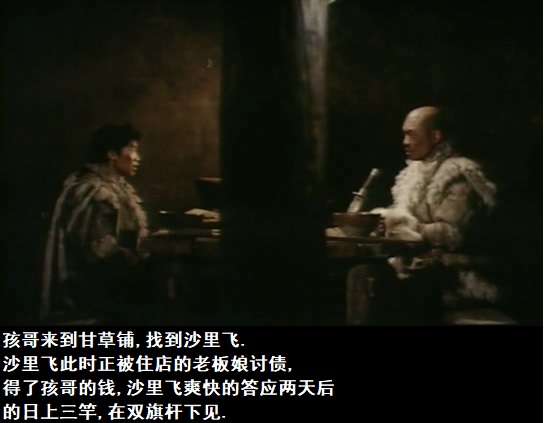 孩哥来到甘草铺,找到沙里飞.
沙里飞此时正被住店的老板娘讨债,
得了孩哥的钱,沙里飞爽快的答应两天后
的日上三竿,在双旗杆下见.